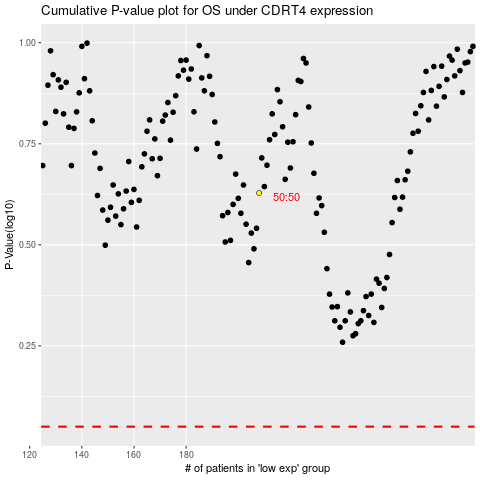 Cumulative P-value plot for OS under CDRT4 expression
1.00
0.75
0.50
0.25
P-Value(log10)
50:50
120 140 160 180
# of patients in 'low exp' group